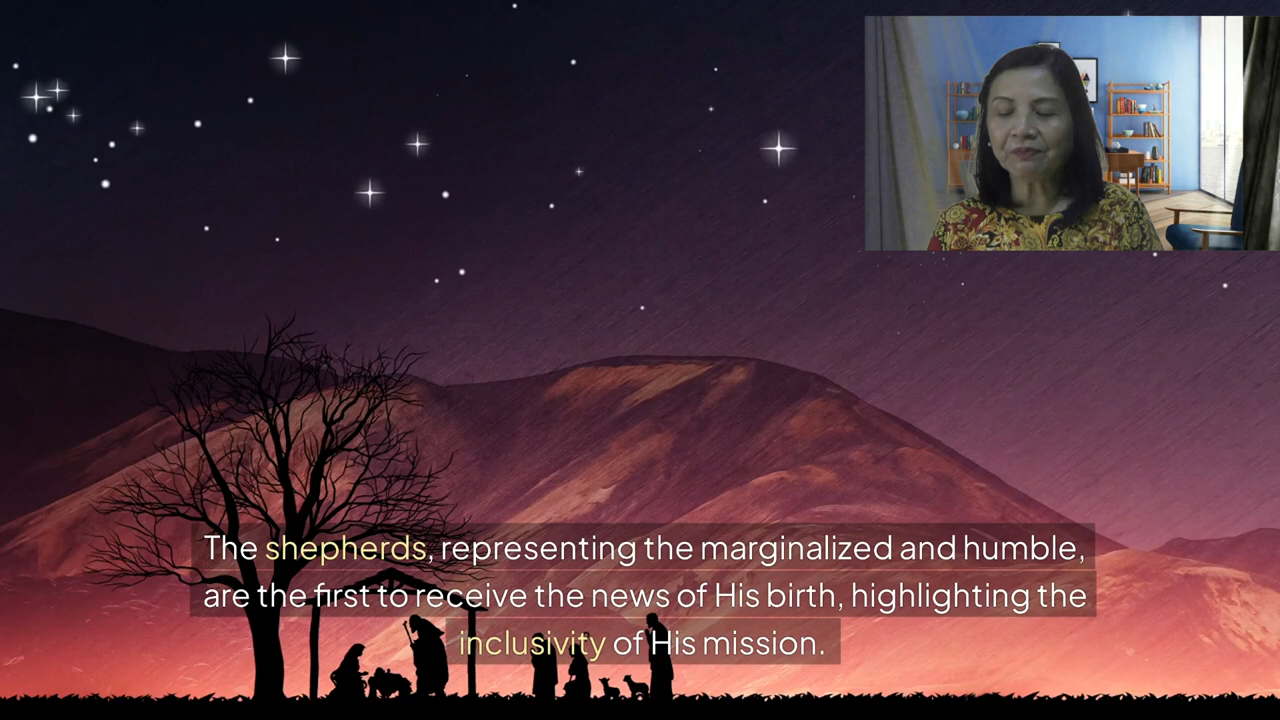 The shepherds, representing the marginalized and humble,
are the first to receive the news of His birth, highlighting the
inclusivity of His mission.